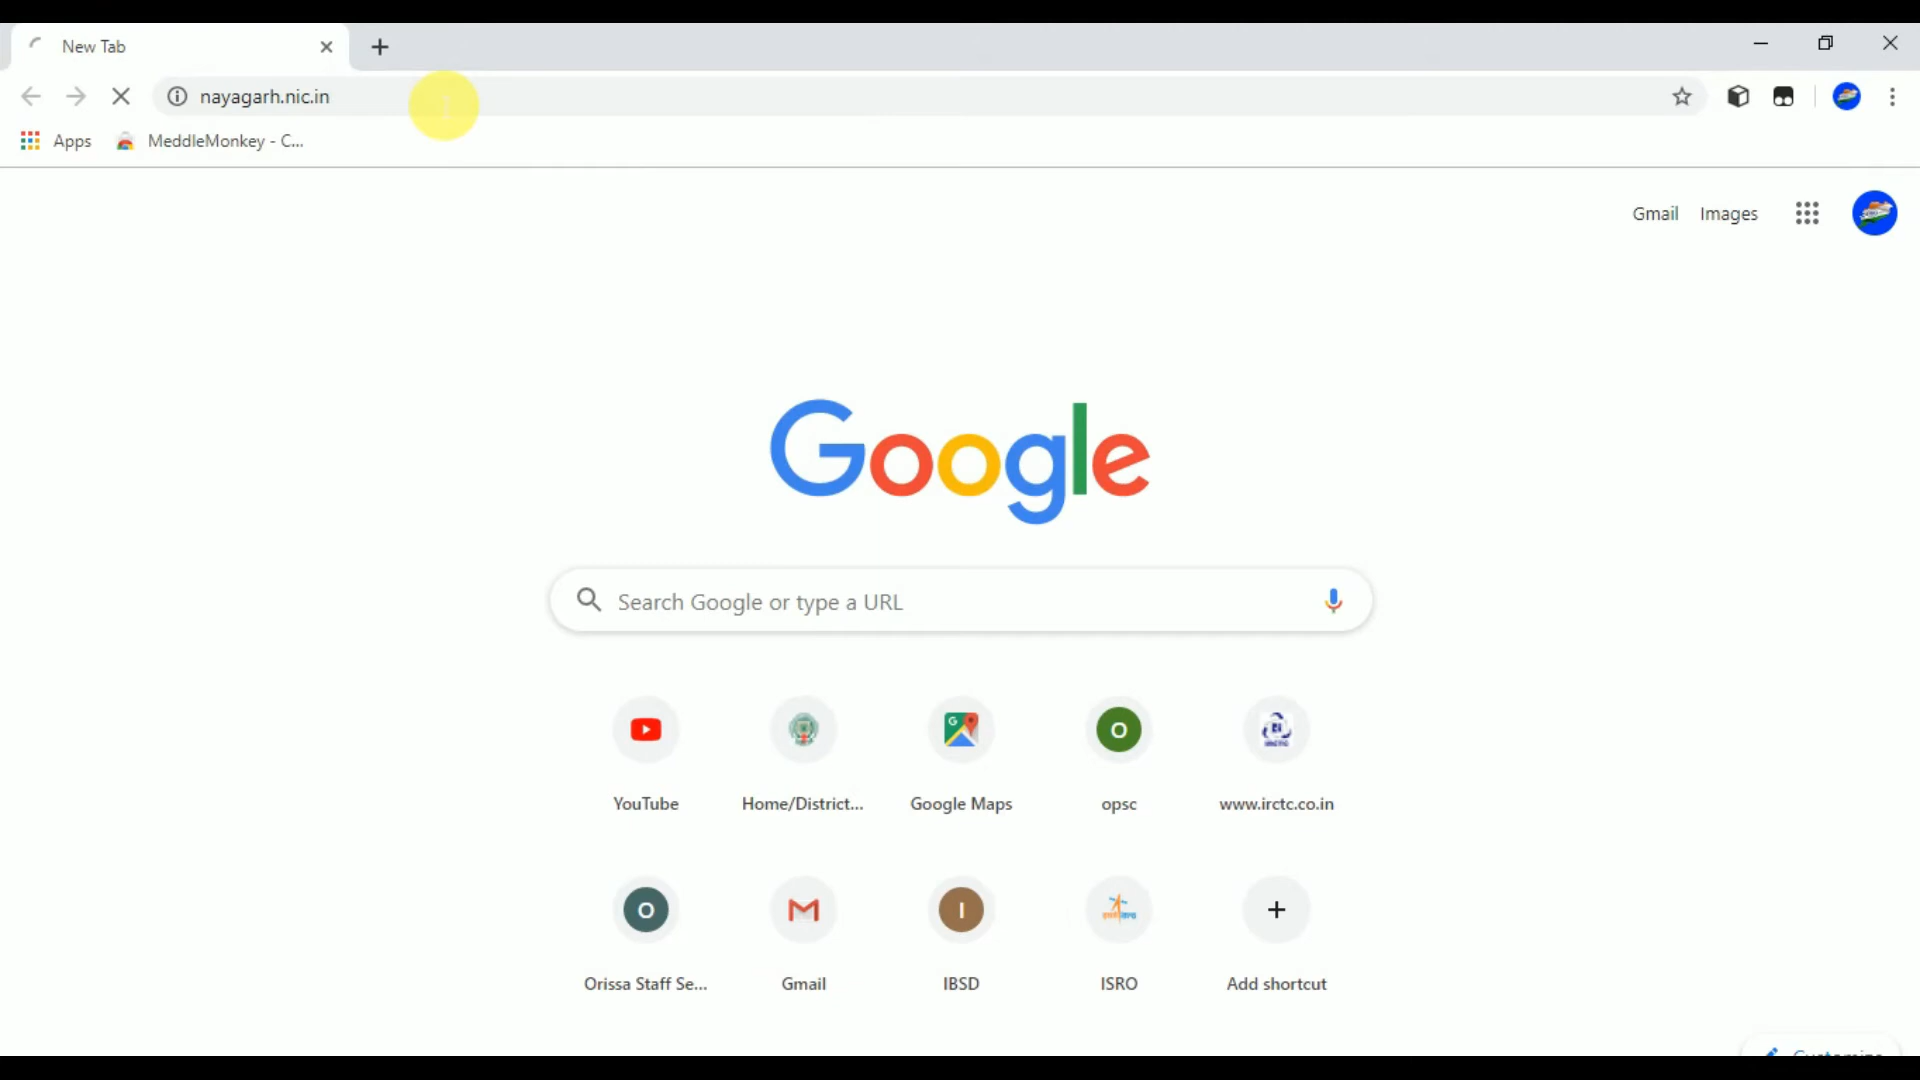 New Tab
nayagarh.nic.in
Apps MeddleMonkey - C...
Gmail Images
Google
Search Google or type a URL
O
YouTube Home/District... Google Maps opsc www.irctc.co.in
O I
Orissa Staff Se... Gmail IBSD ISRO Add shortcut